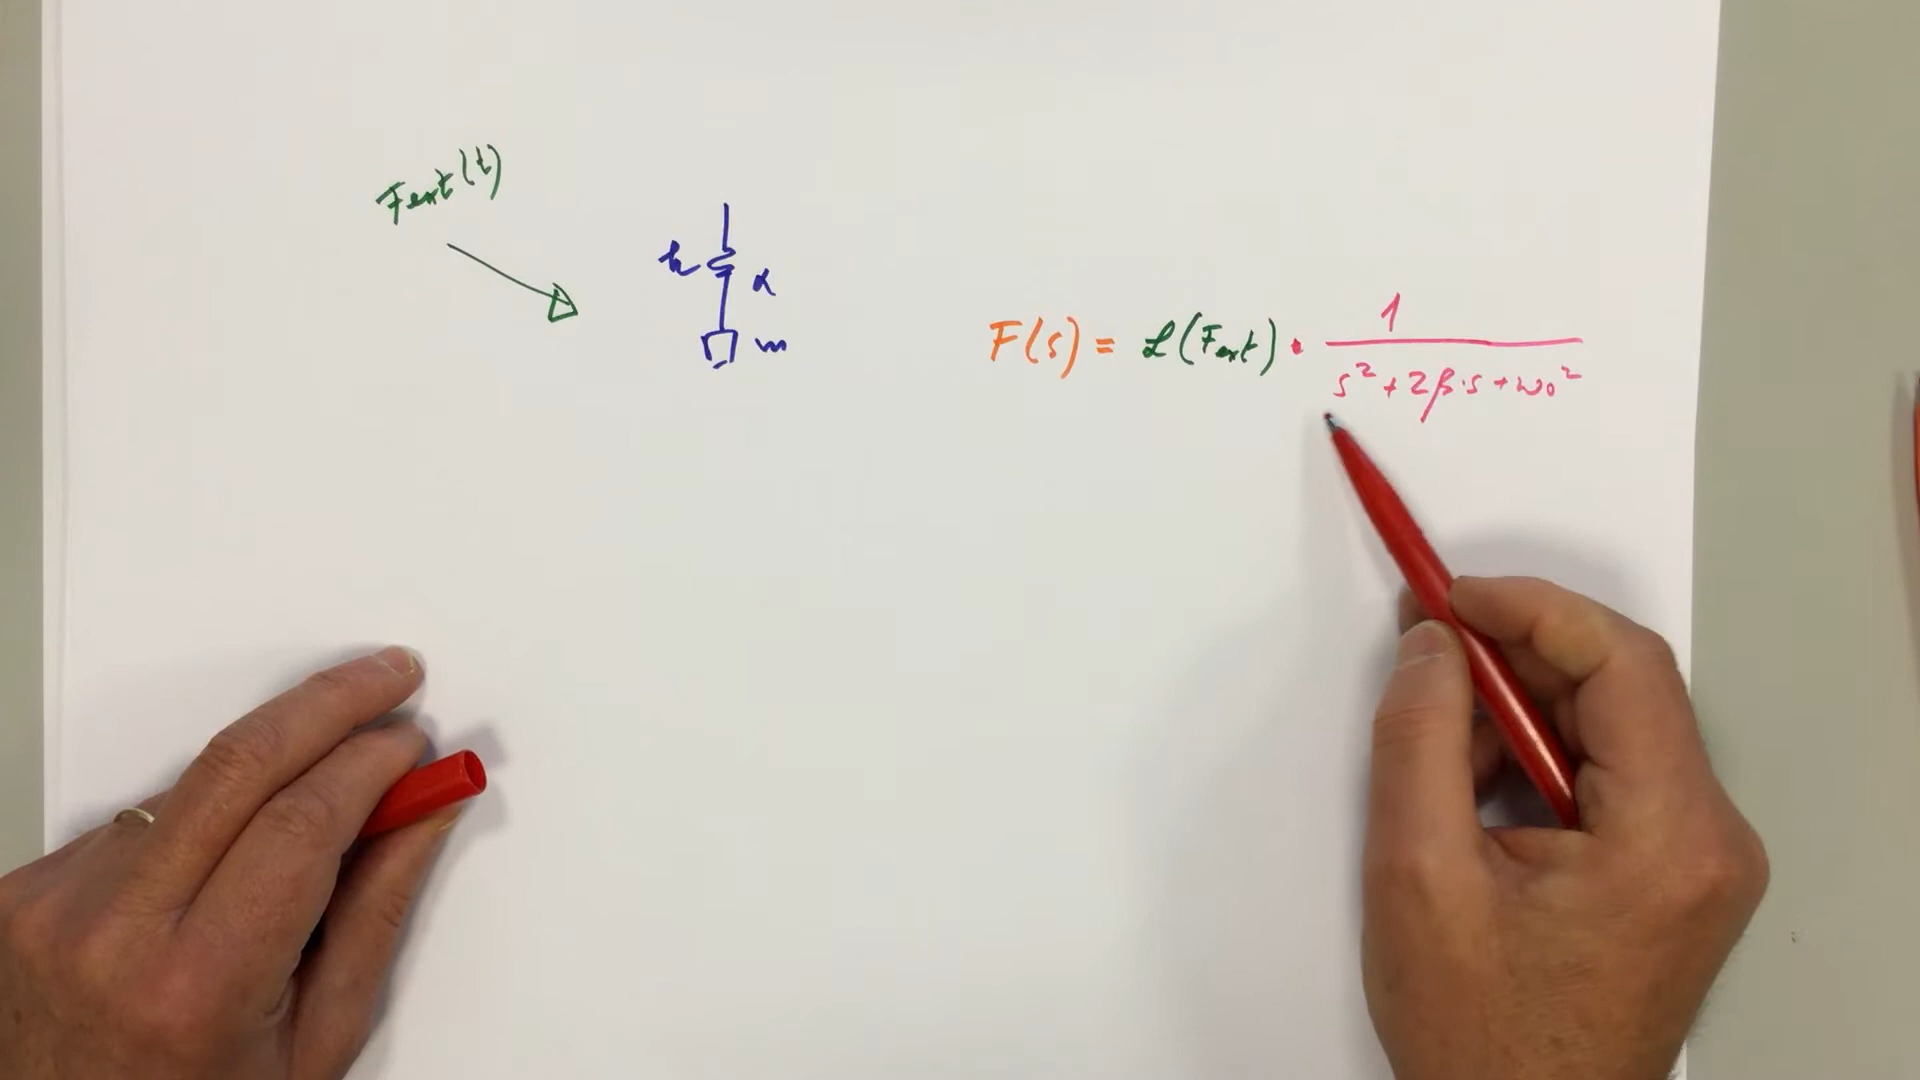 Fext(t)
k
α
m
F(s) = ℒ(Fext) · 1 / (s² + 2β·s + ω₀²)